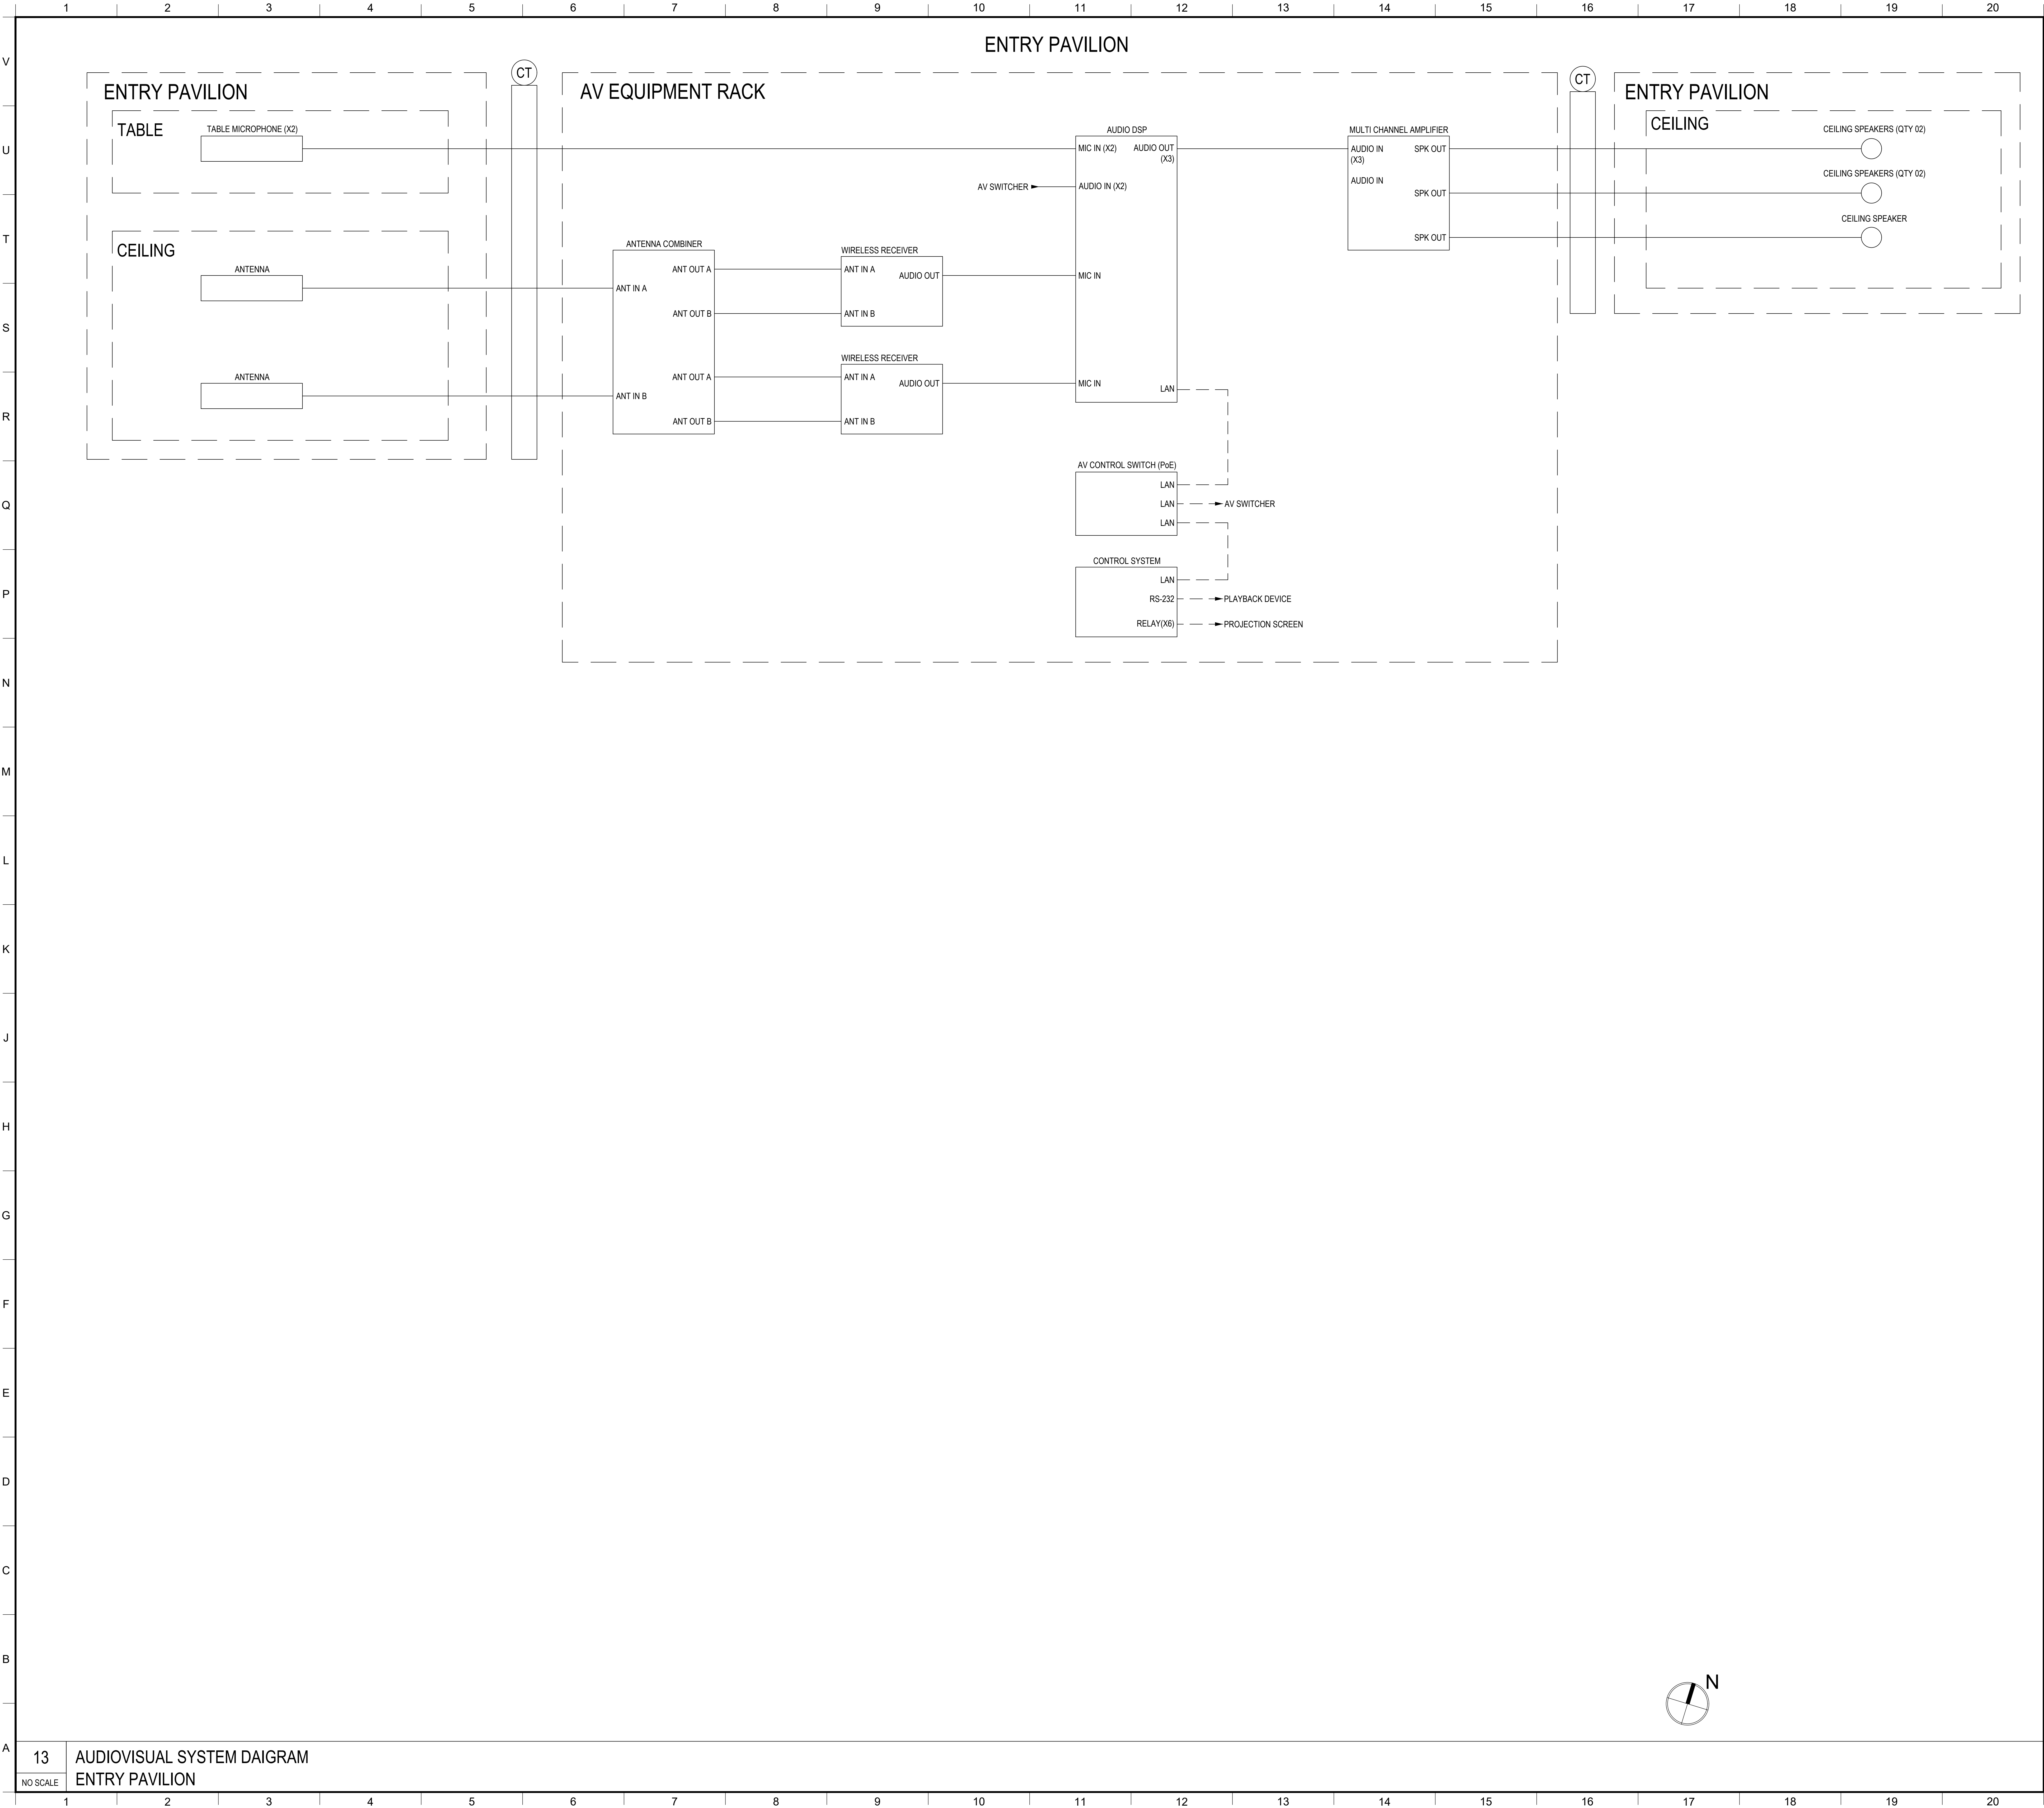 1 2 3 4 5 6 7 8 9 10 11 12 13 14 15 16 17 18 19 20
V
U
T
S
R
Q
P
N
M
L
K
J
H
G
F
E
D
C
B
A
ENTRY PAVILION
ENTRY PAVILION
TABLE
TABLE MICROPHONE (X2)
CEILING
ANTENNA
ANTENNA
CT
AV EQUIPMENT RACK
ANTENNA COMBINER
ANT OUT A
ANT IN A
ANT OUT B
ANT OUT A
ANT IN B
ANT OUT B
WIRELESS RECEIVER
ANT IN A
AUDIO OUT
ANT IN B
WIRELESS RECEIVER
ANT IN A
AUDIO OUT
ANT IN B
AV SWITCHER
AUDIO DSP
MIC IN (X2)
AUDIO OUT
(X3)
AUDIO IN (X2)
MIC IN
MIC IN
LAN
AV CONTROL SWITCH (PoE)
LAN
LAN
AV SWITCHER
LAN
CONTROL SYSTEM
LAN
RS-232
PLAYBACK DEVICE
RELAY(X6)
PROJECTION SCREEN
MULTI CHANNEL AMPLIFIER
AUDIO IN
(X3)
SPK OUT
AUDIO IN
SPK OUT
SPK OUT
CT
ENTRY PAVILION
CEILING
CEILING SPEAKERS (QTY 02)
CEILING SPEAKERS (QTY 02)
CEILING SPEAKER
N
13
AUDIOVISUAL SYSTEM DAIGRAM
NO SCALE
ENTRY PAVILION
1 2 3 4 5 6 7 8 9 10 11 12 13 14 15 16 17 18 19 20